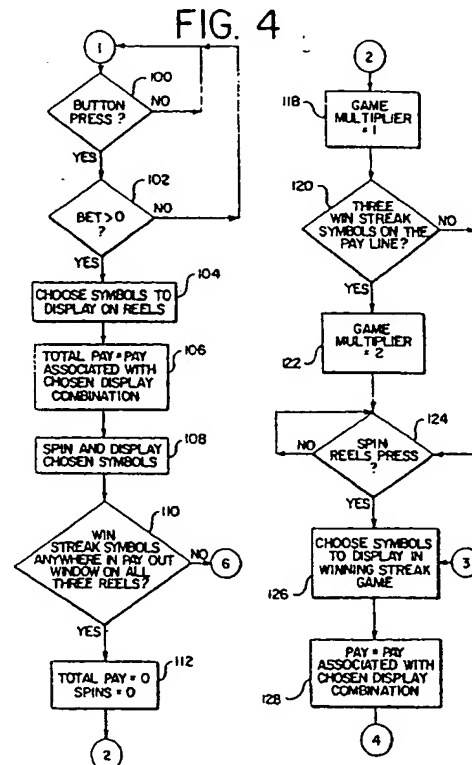 FIG. 4
1
100
BUTTON
PRESS ?
NO
YES
102
BET > 0
?
NO
YES
104
CHOOSE SYMBOLS TO
DISPLAY ON REELS
106
TOTAL PAY = PAY
ASSOCIATED WITH
CHOSEN DISPLAY
COMBINATION
108
SPIN AND DISPLAY
CHOSEN SYMBOLS
110
WIN
STREAK SYMBOLS
ANYWHERE IN PAY OUT
WINDOW ON ALL
THREE REELS?
NO
6
YES
112
TOTAL PAY = 0
SPINS = 0
2
2
118
GAME
MULTIPLIER
= 1
120
THREE
WIN STREAK
SYMBOLS ON THE
PAY LINE?
NO
YES
GAME
MULTIPLIER
= 2
122
124
SPIN
REELS PRESS
?
NO
YES
CHOOSE SYMBOLS
TO DISPLAY IN
WINNING STREAK
GAME
3
126
PAY = PAY
ASSOCIATED WITH
CHOSEN DISPLAY
COMBINATION
128
4